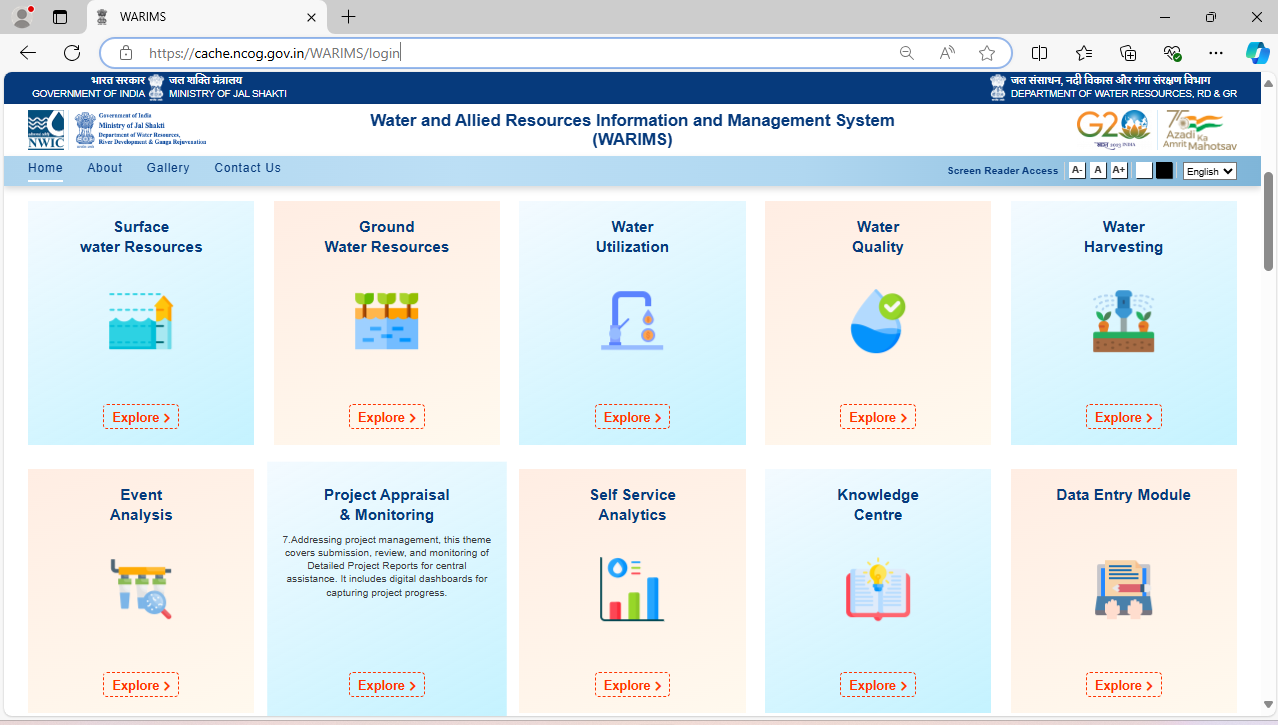 WARIMS
https://cache.ncog.gov.in/WARIMS/login
भारत सरकार
GOVERNMENT OF INDIA
जल शक्ति मंत्रालय
MINISTRY OF JAL SHAKTI
जल संसाधन, नदी विकास और गंगा संरक्षण विभाग
DEPARTMENT OF WATER RESOURCES, RD & GR
NWIC
Government of India
Ministry of Jal Shakti
Department of Water Resources,
River Development & Ganga Rejuvenation
Water and Allied Resources Information and Management System
(WARIMS)
G20
भारत 2023 INDIA
75
Azadi Ka
Amrit Mahotsav
Home
About
Gallery
Contact Us
Screen Reader Access
A-
A
A+
English
Surface
water Resources
Explore >
Ground
Water Resources
Explore >
Water
Utilization
Explore >
Water
Quality
Explore >
Water
Harvesting
Explore >
Event
Analysis
Explore >
Project Appraisal
& Monitoring
7.Addressing project management, this theme
covers submission, review, and monitoring of
Detailed Project Reports for central
assistance. It includes digital dashboards for
capturing project progress.
Explore >
Self Service
Analytics
Explore >
Knowledge
Centre
Explore >
Data Entry Module
Explore >